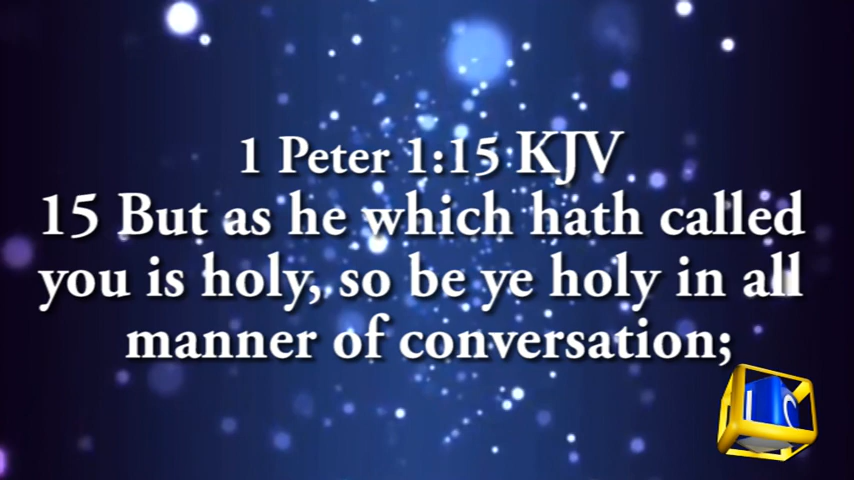 1 Peter 1:15 KJV
15 But as he which hath called
you is holy, so be ye holy in all
manner of conversation;
LC